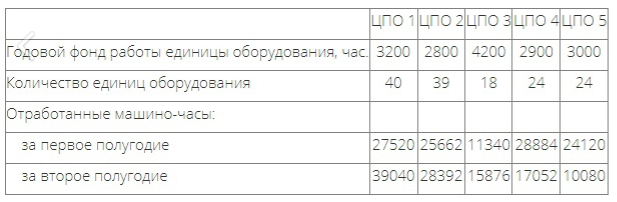 ЦПО 1 ЦПО 2 ЦПО 3 ЦПО 4 ЦПО 5
Годовой фонд работы единицы оборудования, час. 3200 2800 4200 2900 3000
Количество единиц оборудования 40 39 18 24 24
Отработанные машино-часы:
за первое полугодие 27520 25662 11340 28884 24120
за второе полугодие 39040 28392 15876 17052 10080